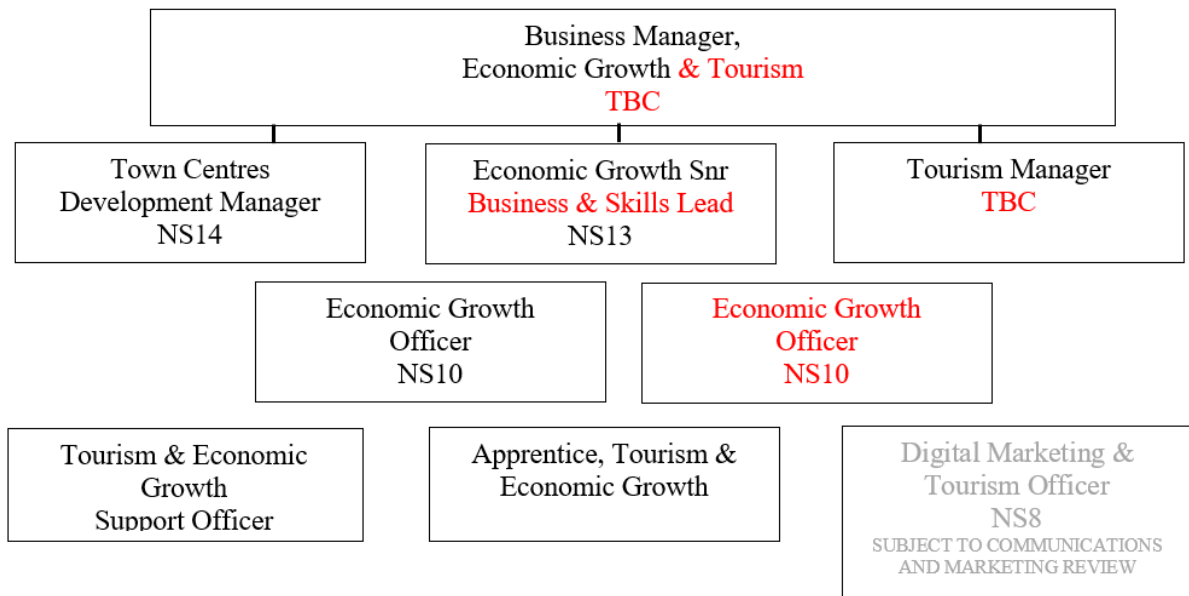 Business Manager,
Economic Growth & Tourism
TBC
Town Centres
Development Manager
NS14
Economic Growth Snr
Business & Skills Lead
NS13
Tourism Manager
TBC
Economic Growth
Officer
NS10
Economic Growth
Officer
NS10
Tourism & Economic
Growth
Support Officer
Apprentice, Tourism &
Economic Growth
Digital Marketing &
Tourism Officer
NS8
SUBJECT TO COMMUNICATIONS
AND MARKETING REVIEW